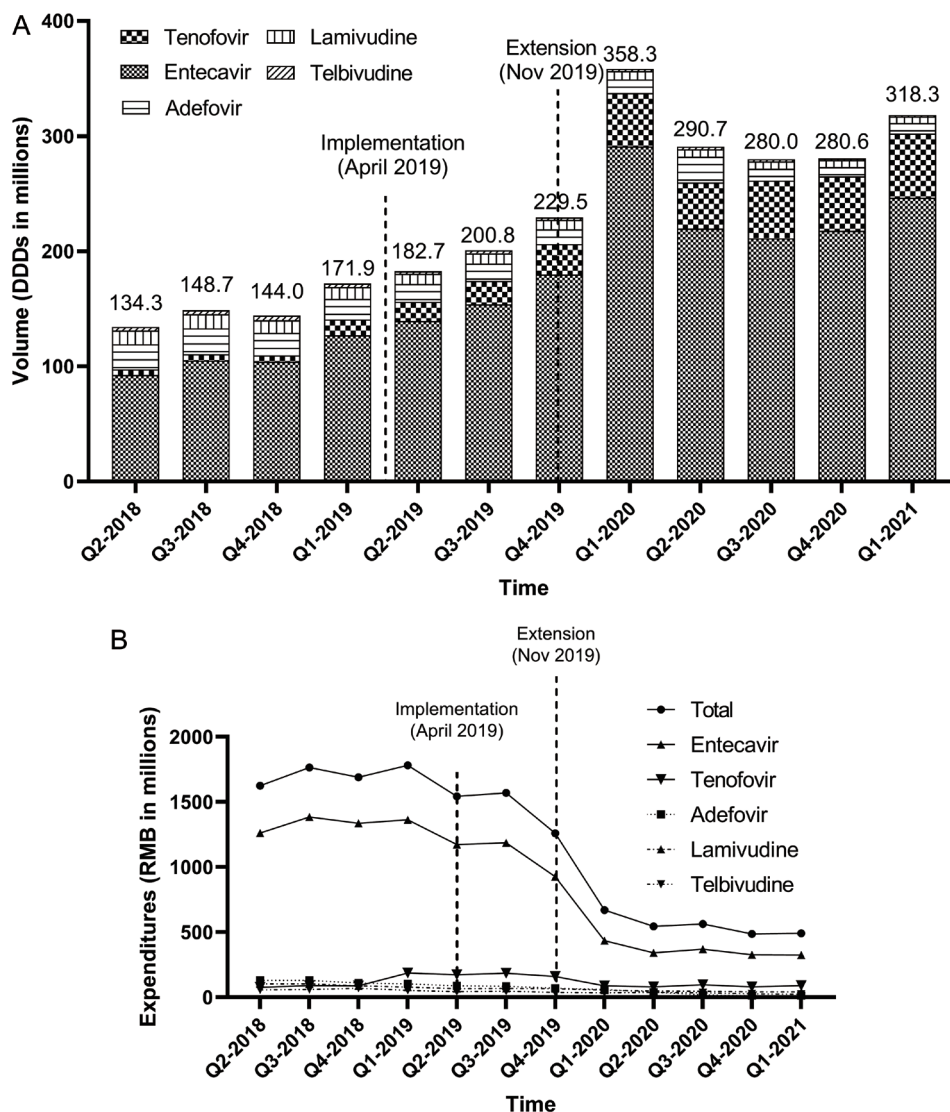 A
400
300
200
100
0
Volume (DDDs in millions)
Tenofovir
Lamivudine
Entecavir
Telbivudine
Adefovir
Implementation
(April 2019)
Extension
(Nov 2019)
134.3
148.7
144.0
171.9
182.7
200.8
229.5
358.3
290.7
280.0
280.6
318.3
Q2-2018
Q3-2018
Q4-2018
Q1-2019
Q2-2019
Q3-2019
Q4-2019
Q1-2020
Q2-2020
Q3-2020
Q4-2020
Q1-2021
Time
B
Extension
(Nov 2019)
Implementation
(April 2019)
Total
Entecavir
Tenofovir
Adefovir
Lamivudine
Telbivudine
2000
1500
1000
500
0
Expenditures (RMB in millions)
Q2-2018
Q3-2018
Q4-2018
Q1-2019
Q2-2019
Q3-2019
Q4-2019
Q1-2020
Q2-2020
Q3-2020
Q4-2020
Q1-2021
Time